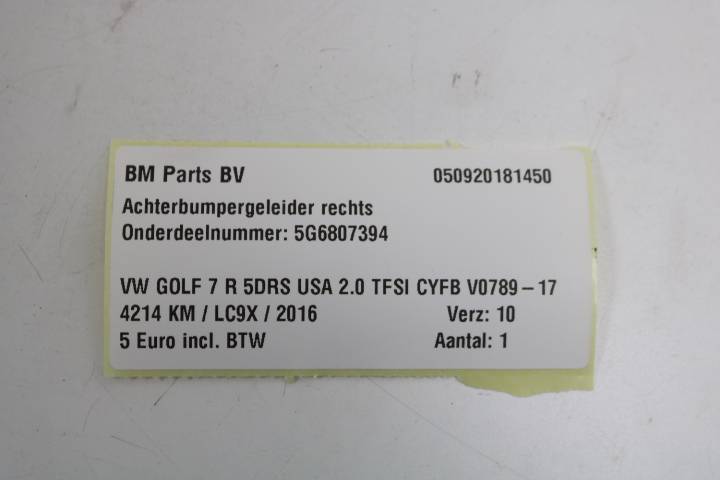 BM Parts BV 050920181450
Achterbumpergeleider rechts
Onderdeelnummer: 5G6807394
VW GOLF 7 R 5DRS USA 2.0 TFSI CYFB V0789-17
4214 KM / LC9X / 2016 Verz: 10
5 Euro incl. BTW Aantal: 1